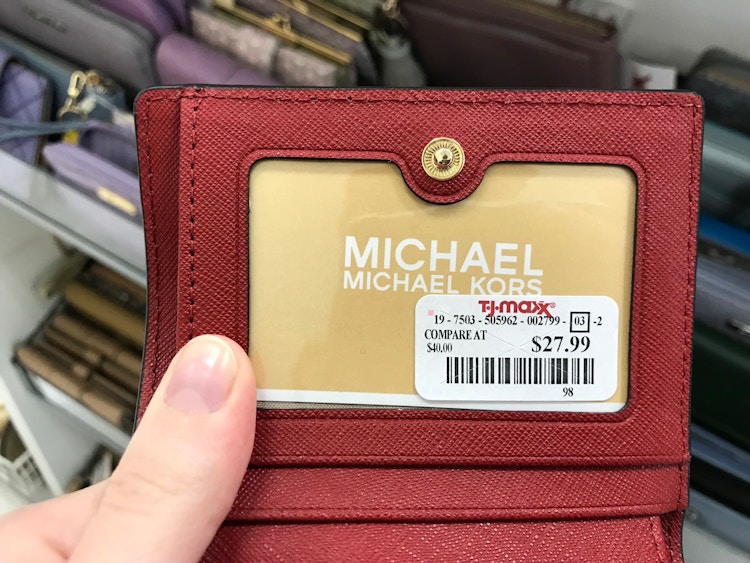 MICHAEL
MICHAEL KORS
T·J·maxx®
19 - 7503 - 505962 - 002799 - 03 -2
COMPARE AT
$40.00
$27.99
98